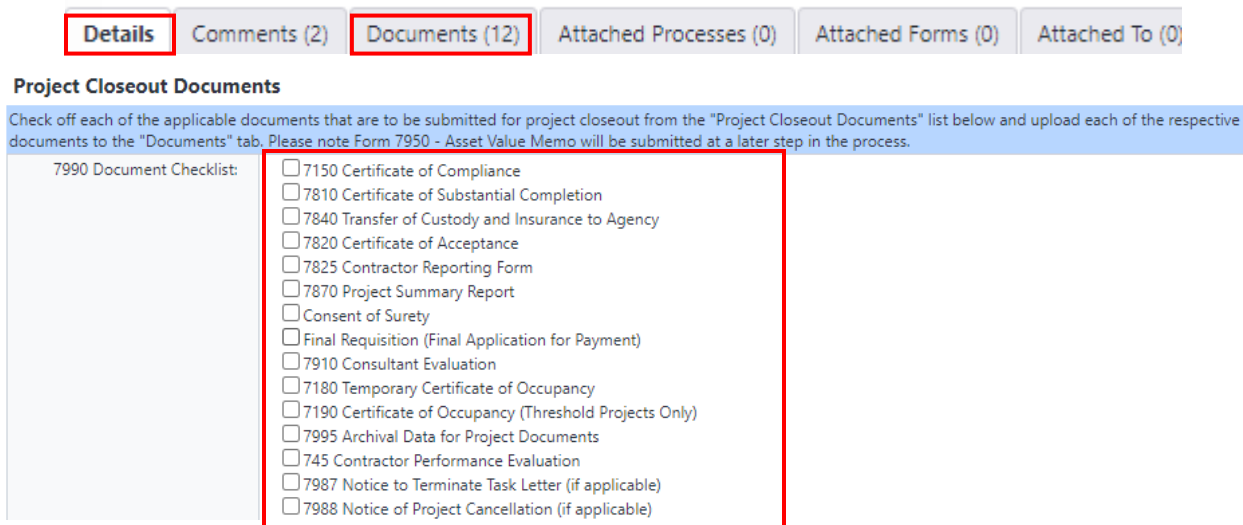 Details Comments (2) Documents (12) Attached Processes (0) Attached Forms (0) Attached To (0)
Project Closeout Documents
Check off each of the applicable documents that are to be submitted for project closeout from the "Project Closeout Documents" list below and upload each of the respective
documents to the "Documents" tab. Please note Form 7950 - Asset Value Memo will be submitted at a later step in the process.
7990 Document Checklist:
7150 Certificate of Compliance
7810 Certificate of Substantial Completion
7840 Transfer of Custody and Insurance to Agency
7820 Certificate of Acceptance
7825 Contractor Reporting Form
7870 Project Summary Report
Consent of Surety
Final Requisition (Final Application for Payment)
7910 Consultant Evaluation
7180 Temporary Certificate of Occupancy
7190 Certificate of Occupancy (Threshold Projects Only)
7995 Archival Data for Project Documents
745 Contractor Performance Evaluation
7987 Notice to Terminate Task Letter (if applicable)
7988 Notice of Project Cancellation (if applicable)